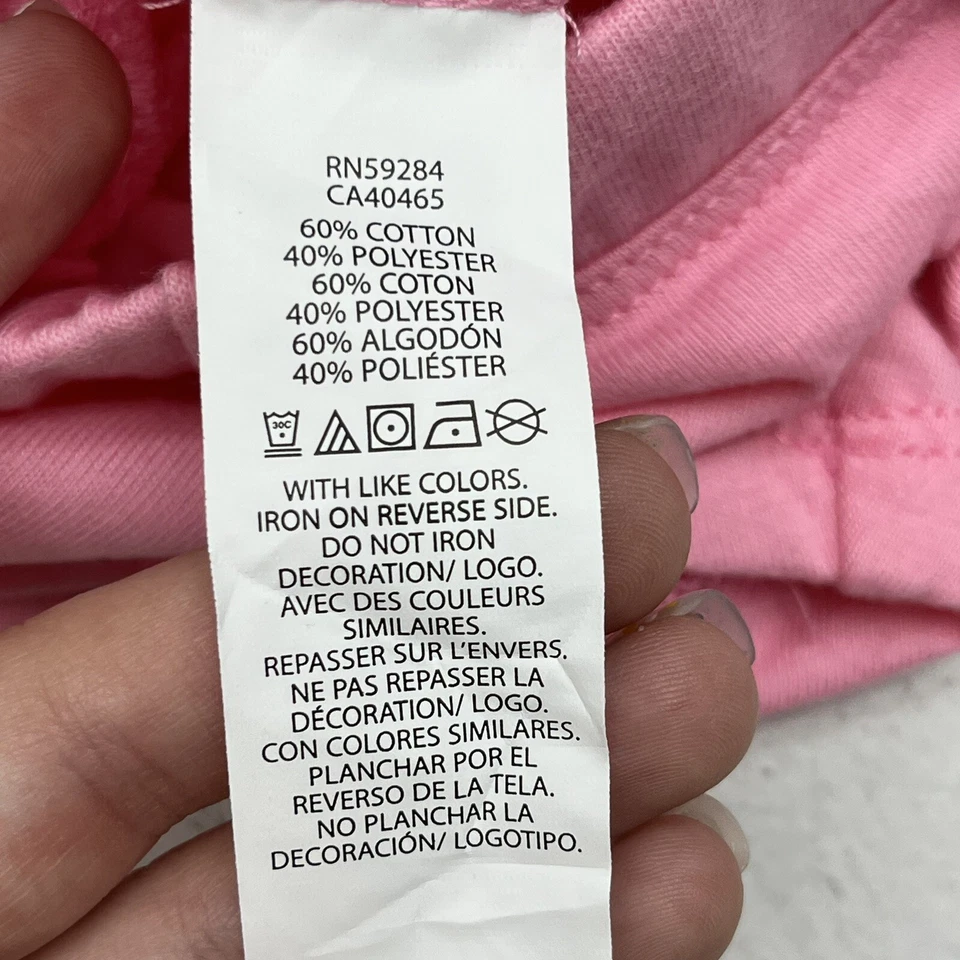 RN59284
CA40465
60% COTTON
40% POLYESTER
60% COTON
40% POLYESTER
60% ALGODÓN
40% POLIÉSTER
30C
WITH LIKE COLORS.
IRON ON REVERSE SIDE.
DO NOT IRON
DECORATION/ LOGO.
AVEC DES COULEURS
SIMILAIRES.
REPASSER SUR L'ENVERS.
NE PAS REPASSER LA
DÉCORATION/ LOGO.
CON COLORES SIMILARES.
PLANCHAR POR EL
REVERSO DE LA TELA.
NO PLANCHAR LA
DECORACIÓN/ LOGOTIPO.